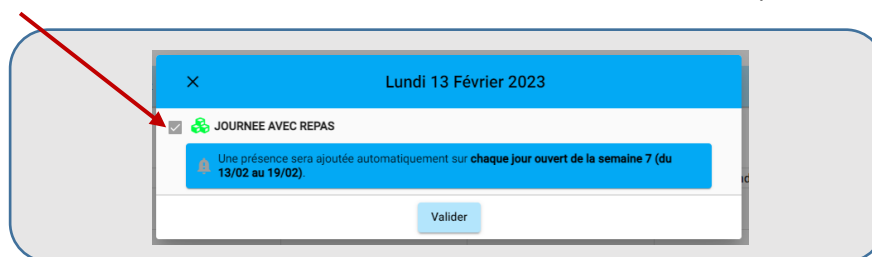 Lundi 13 Février 2023
JOURNEE AVEC REPAS
Une présence sera ajoutée automatiquement sur chaque jour ouvert de la semaine 7 (du
13/02 au 19/02).
Valider